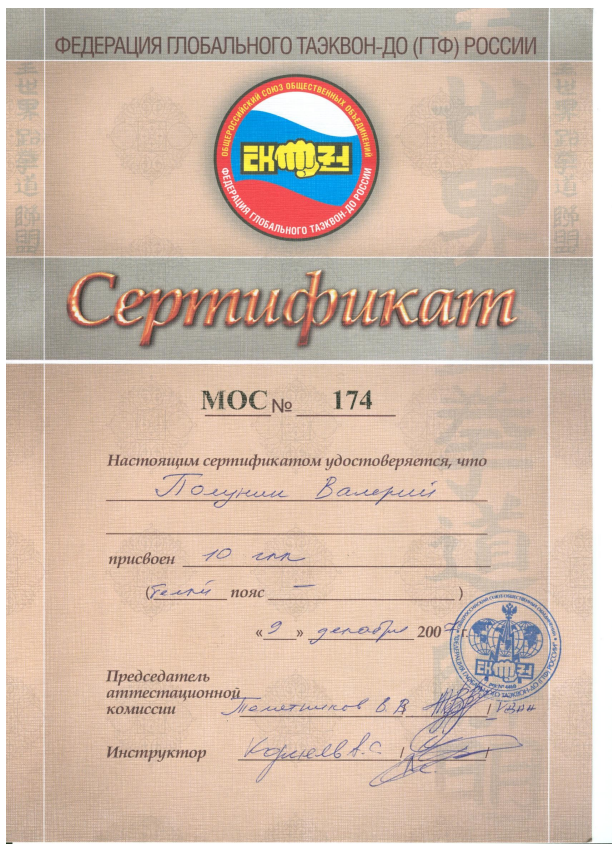 ФЕДЕРАЦИЯ ГЛОБАЛЬНОГО ТАЭКВОН-ДО (ГТФ) РОССИИ
ОБЩЕРОССИЙСКИЙ СОЮЗ ОБЩЕСТВЕННЫХ ОБЪЕДИНЕНИЙ
ФЕДЕРАЦИЯ ГЛОБАЛЬНОГО ТАЭКВОН-ДО РОССИИ
Сертификат
МОС № 174
Настоящим сертификатом удостоверяется, что
Полунин Валерий
присвоен 10 гип
(белый пояс — )
« 9 » декабря 200 г.
Председатель
аттестационной
комиссии В.В.
Инструктор